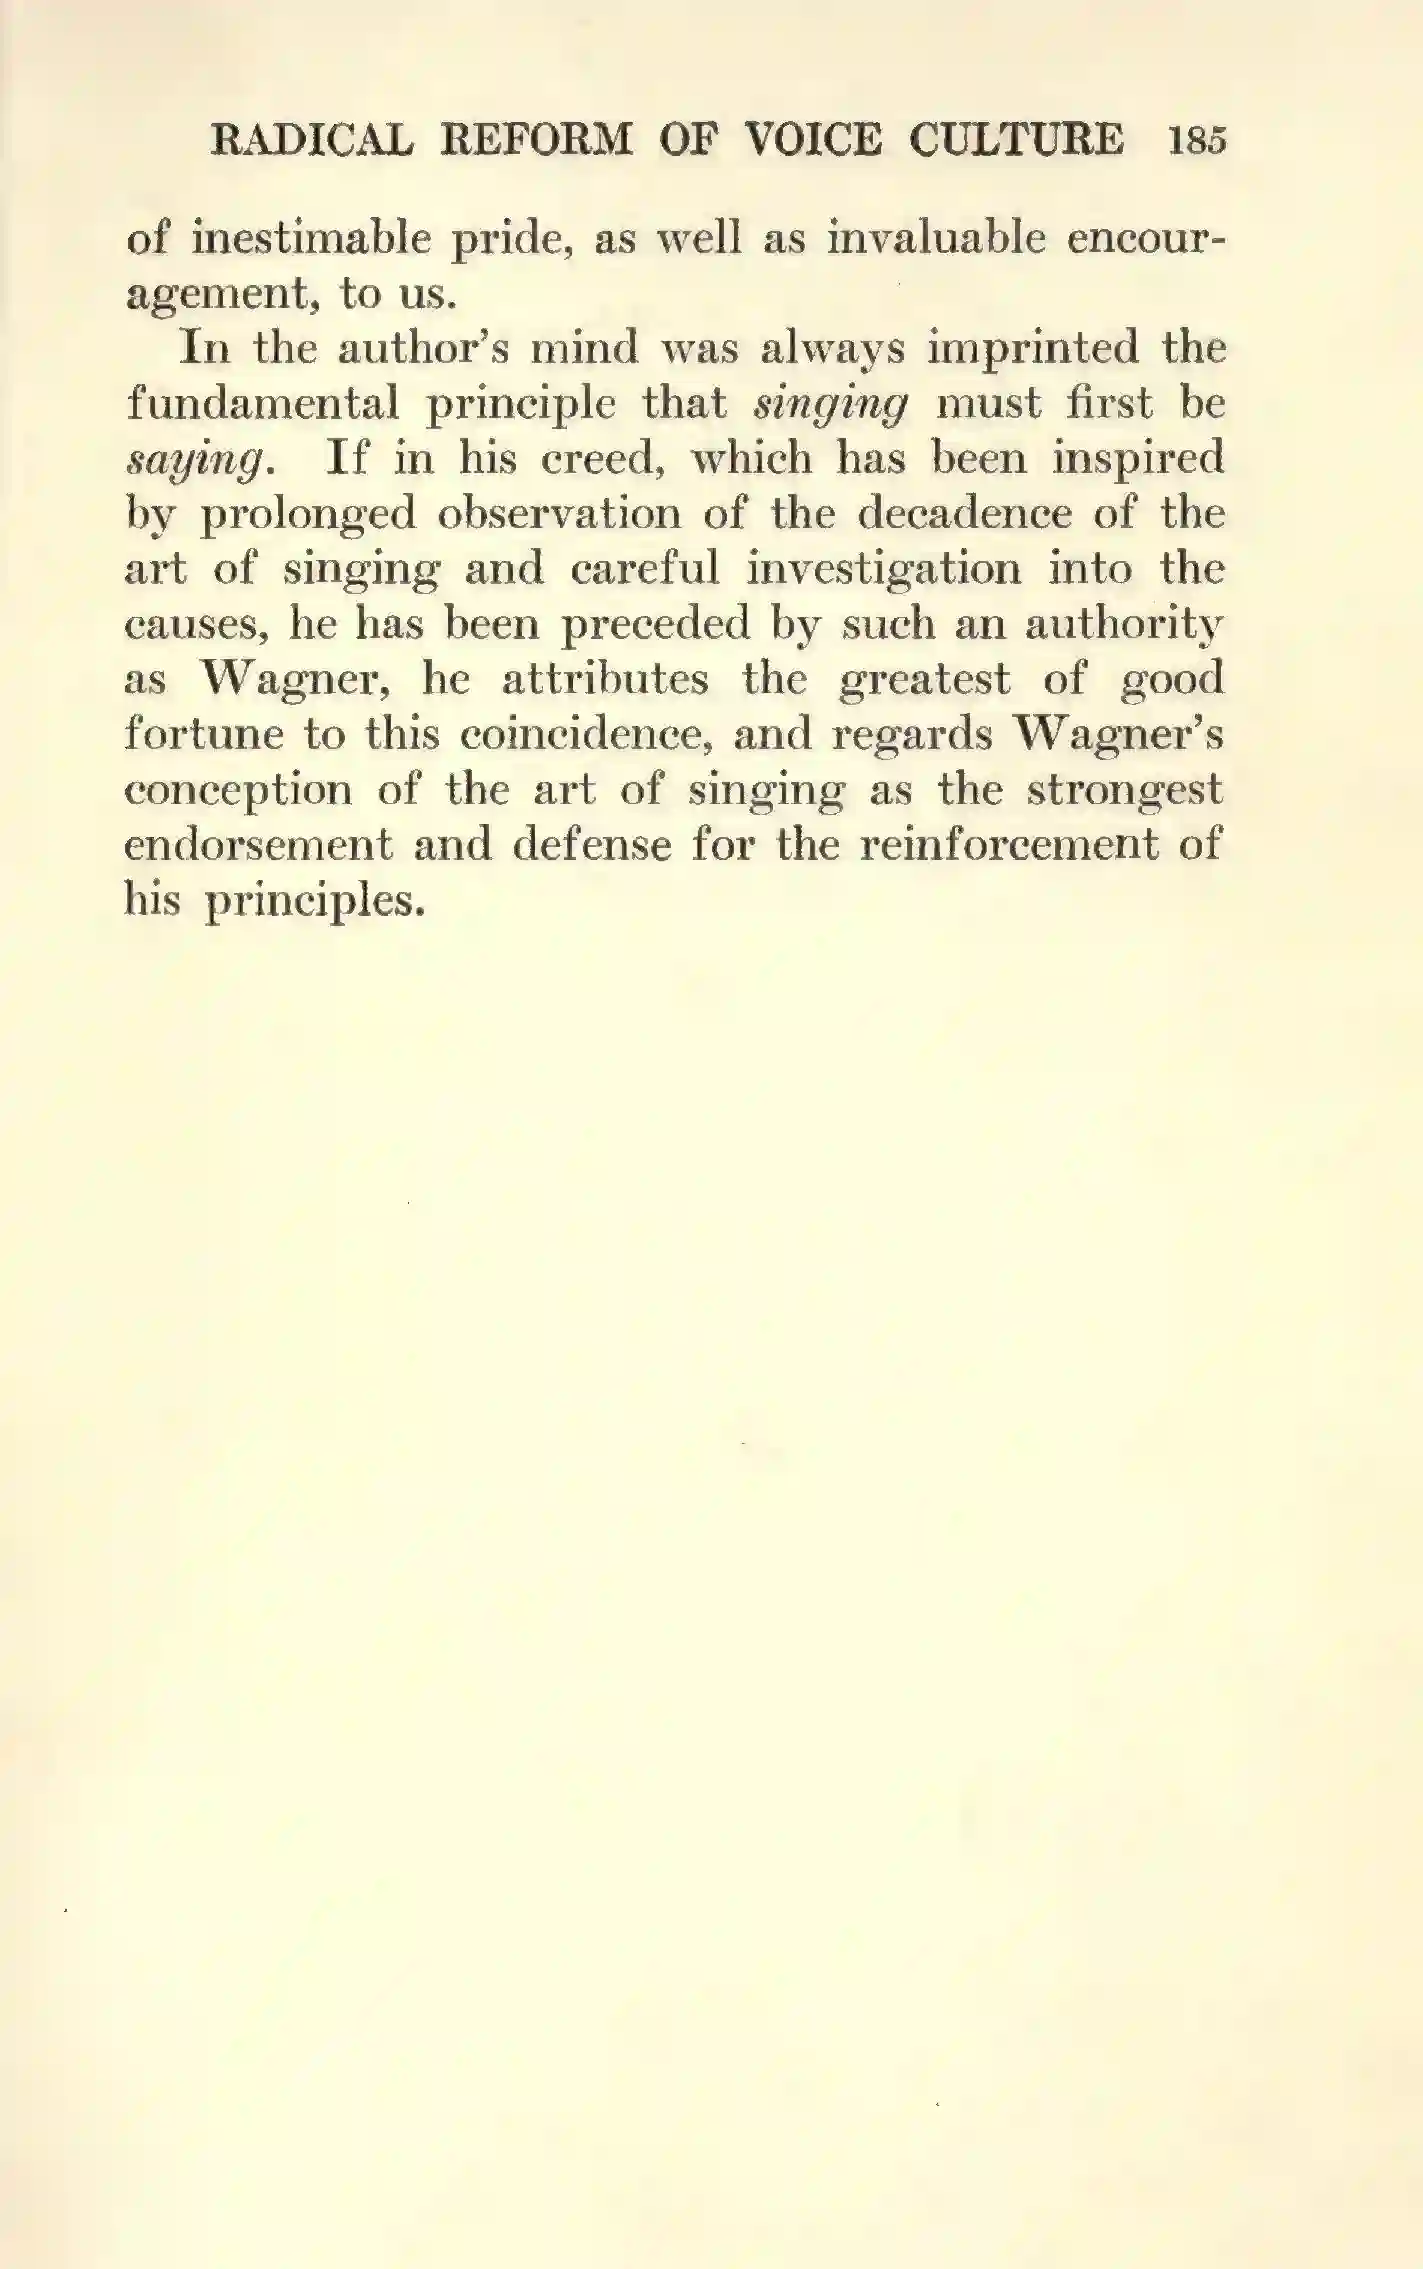 RADICAL REFORM OF VOICE CULTURE 185
of inestimable pride, as well as invaluable encour-
agement, to us.
In the author's mind was always imprinted the
fundamental principle that singing must first be
saying. If in his creed, which has been inspired
by prolonged observation of the decadence of the
art of singing and careful investigation into the
causes, he has been preceded by such an authority
as Wagner, he attributes the greatest of good
fortune to this coincidence, and regards Wagner's
conception of the art of singing as the strongest
endorsement and defense for the reinforcement of
his principles.